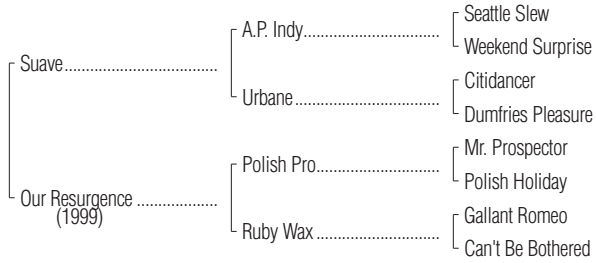 Seattle Slew
A.P. Indy
Weekend Surprise
Suave
Citidancer
Urbane
Dumfries Pleasure
Mr. Prospector
Polish Pro
Polish Holiday
Our Resurgence
(1999)
Gallant Romeo
Ruby Wax
Can't Be Bothered